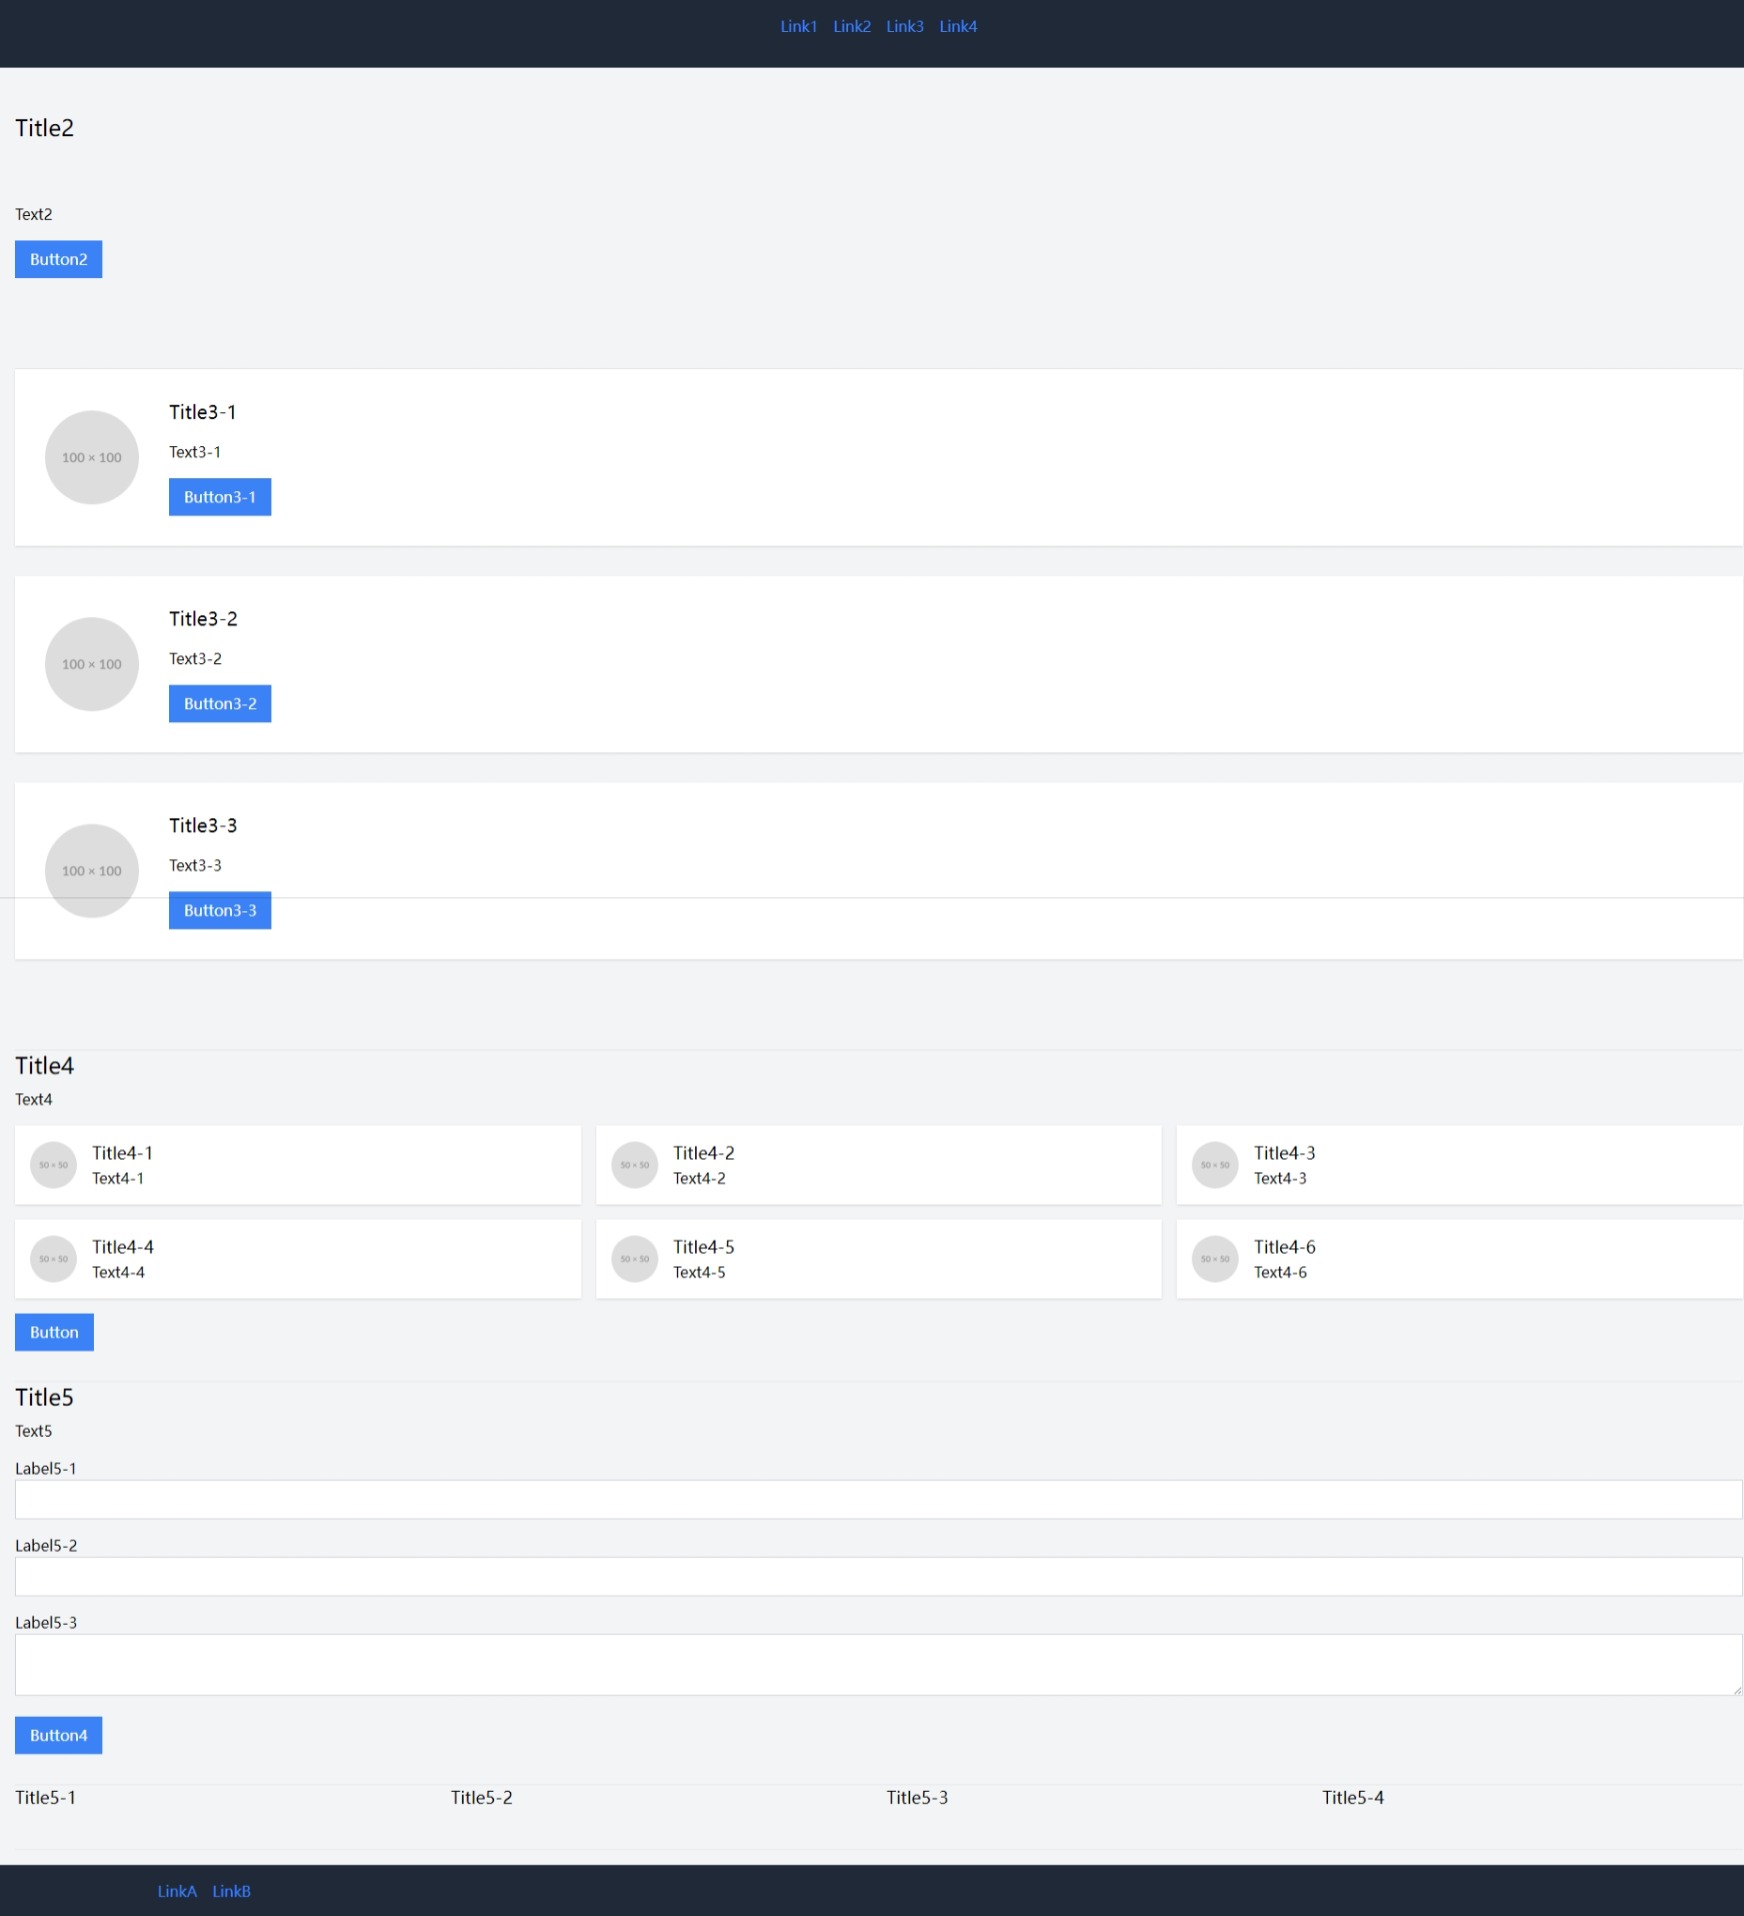 Link1 Link2 Link3 Link4
Title2
Text2
Button2
100 × 100
Title3-1
Text3-1
Button3-1
100 × 100
Title3-2
Text3-2
Button3-2
100 × 100
Title3-3
Text3-3
Button3-3
Title4
Text4
50 × 50
Title4-1
Text4-1
50 × 50
Title4-2
Text4-2
50 × 50
Title4-3
Text4-3
50 × 50
Title4-4
Text4-4
50 × 50
Title4-5
Text4-5
50 × 50
Title4-6
Text4-6
Button
Title5
Text5
Label5-1
Label5-2
Label5-3
Button4
Title5-1 Title5-2 Title5-3 Title5-4
LinkA LinkB